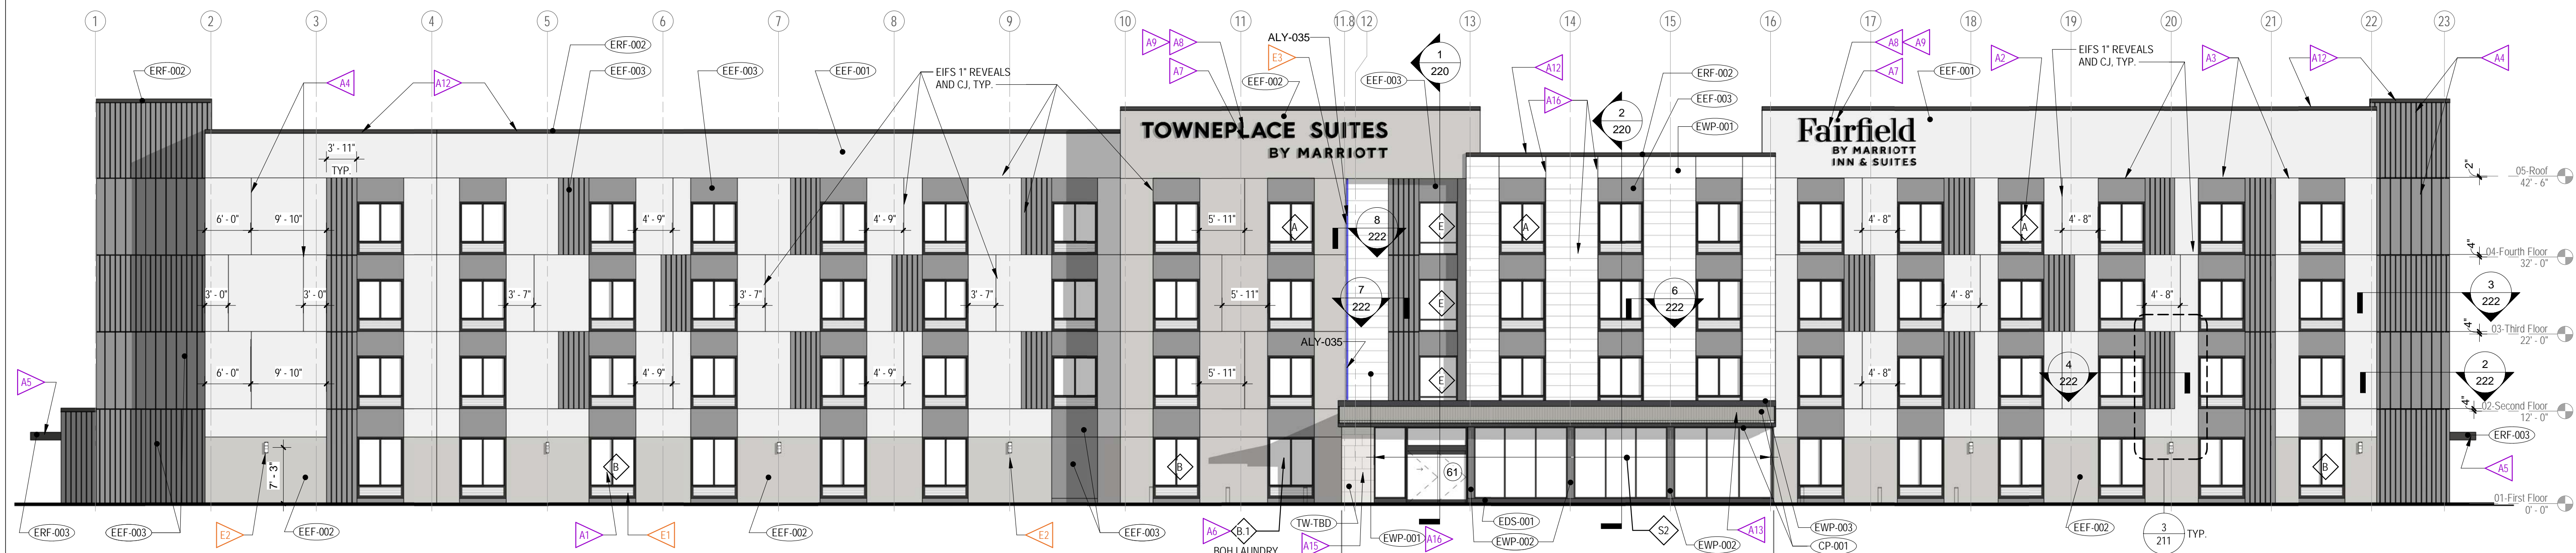 1 2 3 4 5 6 7 8 9 10 11 11.8 12 13 14 15 16 17 18 19 20 21 22 23
ERF-002
A4
A12
ERF-002
EEF-003
EEF-003
EEF-001
EIFS 1" REVEALS
AND CJ, TYP.
A9 A8
A7
ALY-035
E3
EEF-002
EEF-003
1
220
A12
A16
2
220
ERF-002
EEF-003
EWP-001
A8 A9
A7
EEF-001
A2
EIFS 1" REVEALS
AND CJ, TYP.
A3
A12
A4
TOWNEPLACE SUITES
BY MARRIOTT
Fairfield
BY MARRIOTT
INN & SUITES
3' - 11"
TYP.
2"
05-Roof
42' - 6"
6' - 0" 9' - 10" 4' - 9" 4' - 9" 5' - 11" 4' - 8" 4' - 8"
A E A A
8
222
4"
04-Fourth Floor
32' - 0"
3' - 0" 3' - 0" 3' - 7" 3' - 7" 3' - 7" 5' - 11" 4' - 8" 4' - 8"
7
222
E
6
222
3
222
4"
03-Third Floor
22' - 0"
ALY-035
A5
6' - 0" 9' - 10" 4' - 9" 4' - 9" 5' - 11" 4' - 8"
E
4
222
2
222
4"
02-Second Floor
12' - 0"
ERF-003
A5
7' - 3"
B B 61 B
01-First Floor
0' - 0"
ERF-003
EEF-003
E2
EEF-002
A1
E1
EEF-002
E2
EEF-003
A6 B.1
BOH LAUNDRY
A15
TW-TBD
EWP-001 A16
EDS-001
EWP-002
S2
EWP-002
A13
EWP-003
CP-001
EEF-002
3
211
TYP.